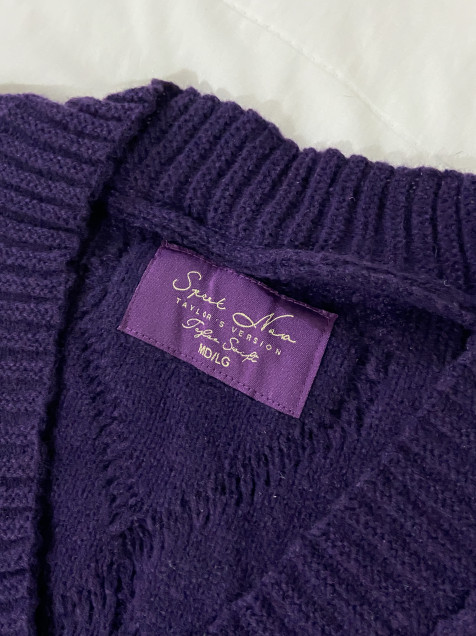 Speak Now
TAYLOR'S VERSION
Taylor Swift
MD/LG